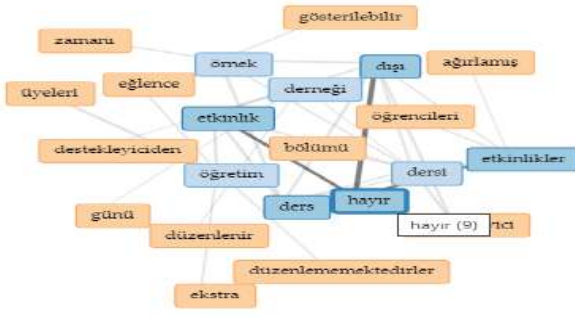 gösterilebilir
zamanı
örnek
dışı
ağırlamış
üyeleri
eğlence
derneği
etkinlik
öğrencileri
destekleyiciden
bölümü
etkinlikler
öğretim
dersi
günü
ders
hayır
düzenlenir
hayır (9)
düzenlememektedirler
ekstra